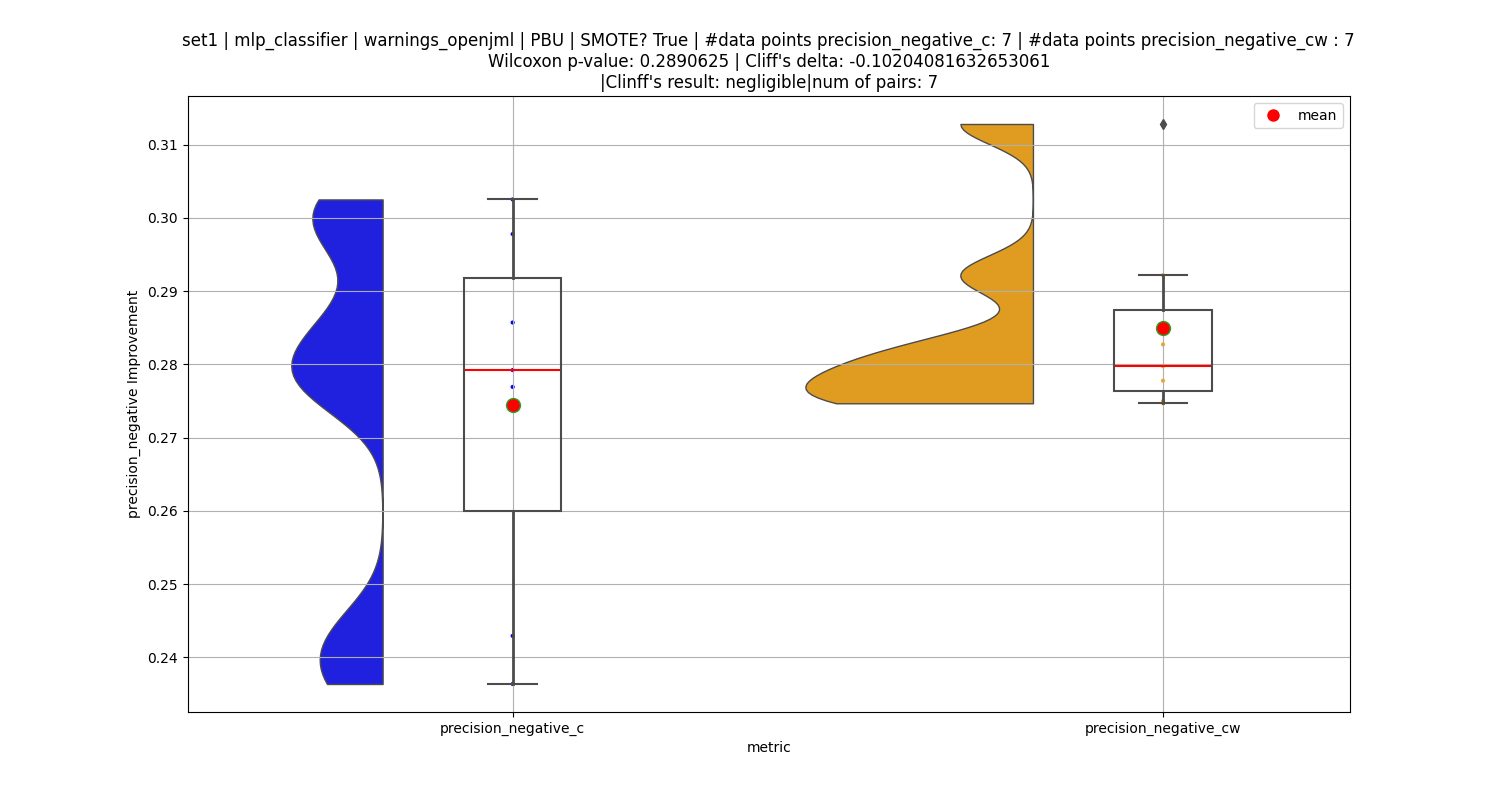 set1 | mlp_classifier | warnings_openjml | PBU | SMOTE? True | #data points precision_negative_c: 7 | #data points precision_negative_cw : 7
Wilcoxon p-value: 0.2890625 | Cliff's delta: -0.10204081632653061
|Clinff's result: negligible|num of pairs: 7
mean
0.31
0.30
0.29
0.28
0.27
0.26
0.25
0.24
precision_negative Improvement
precision_negative_c
precision_negative_cw
metric